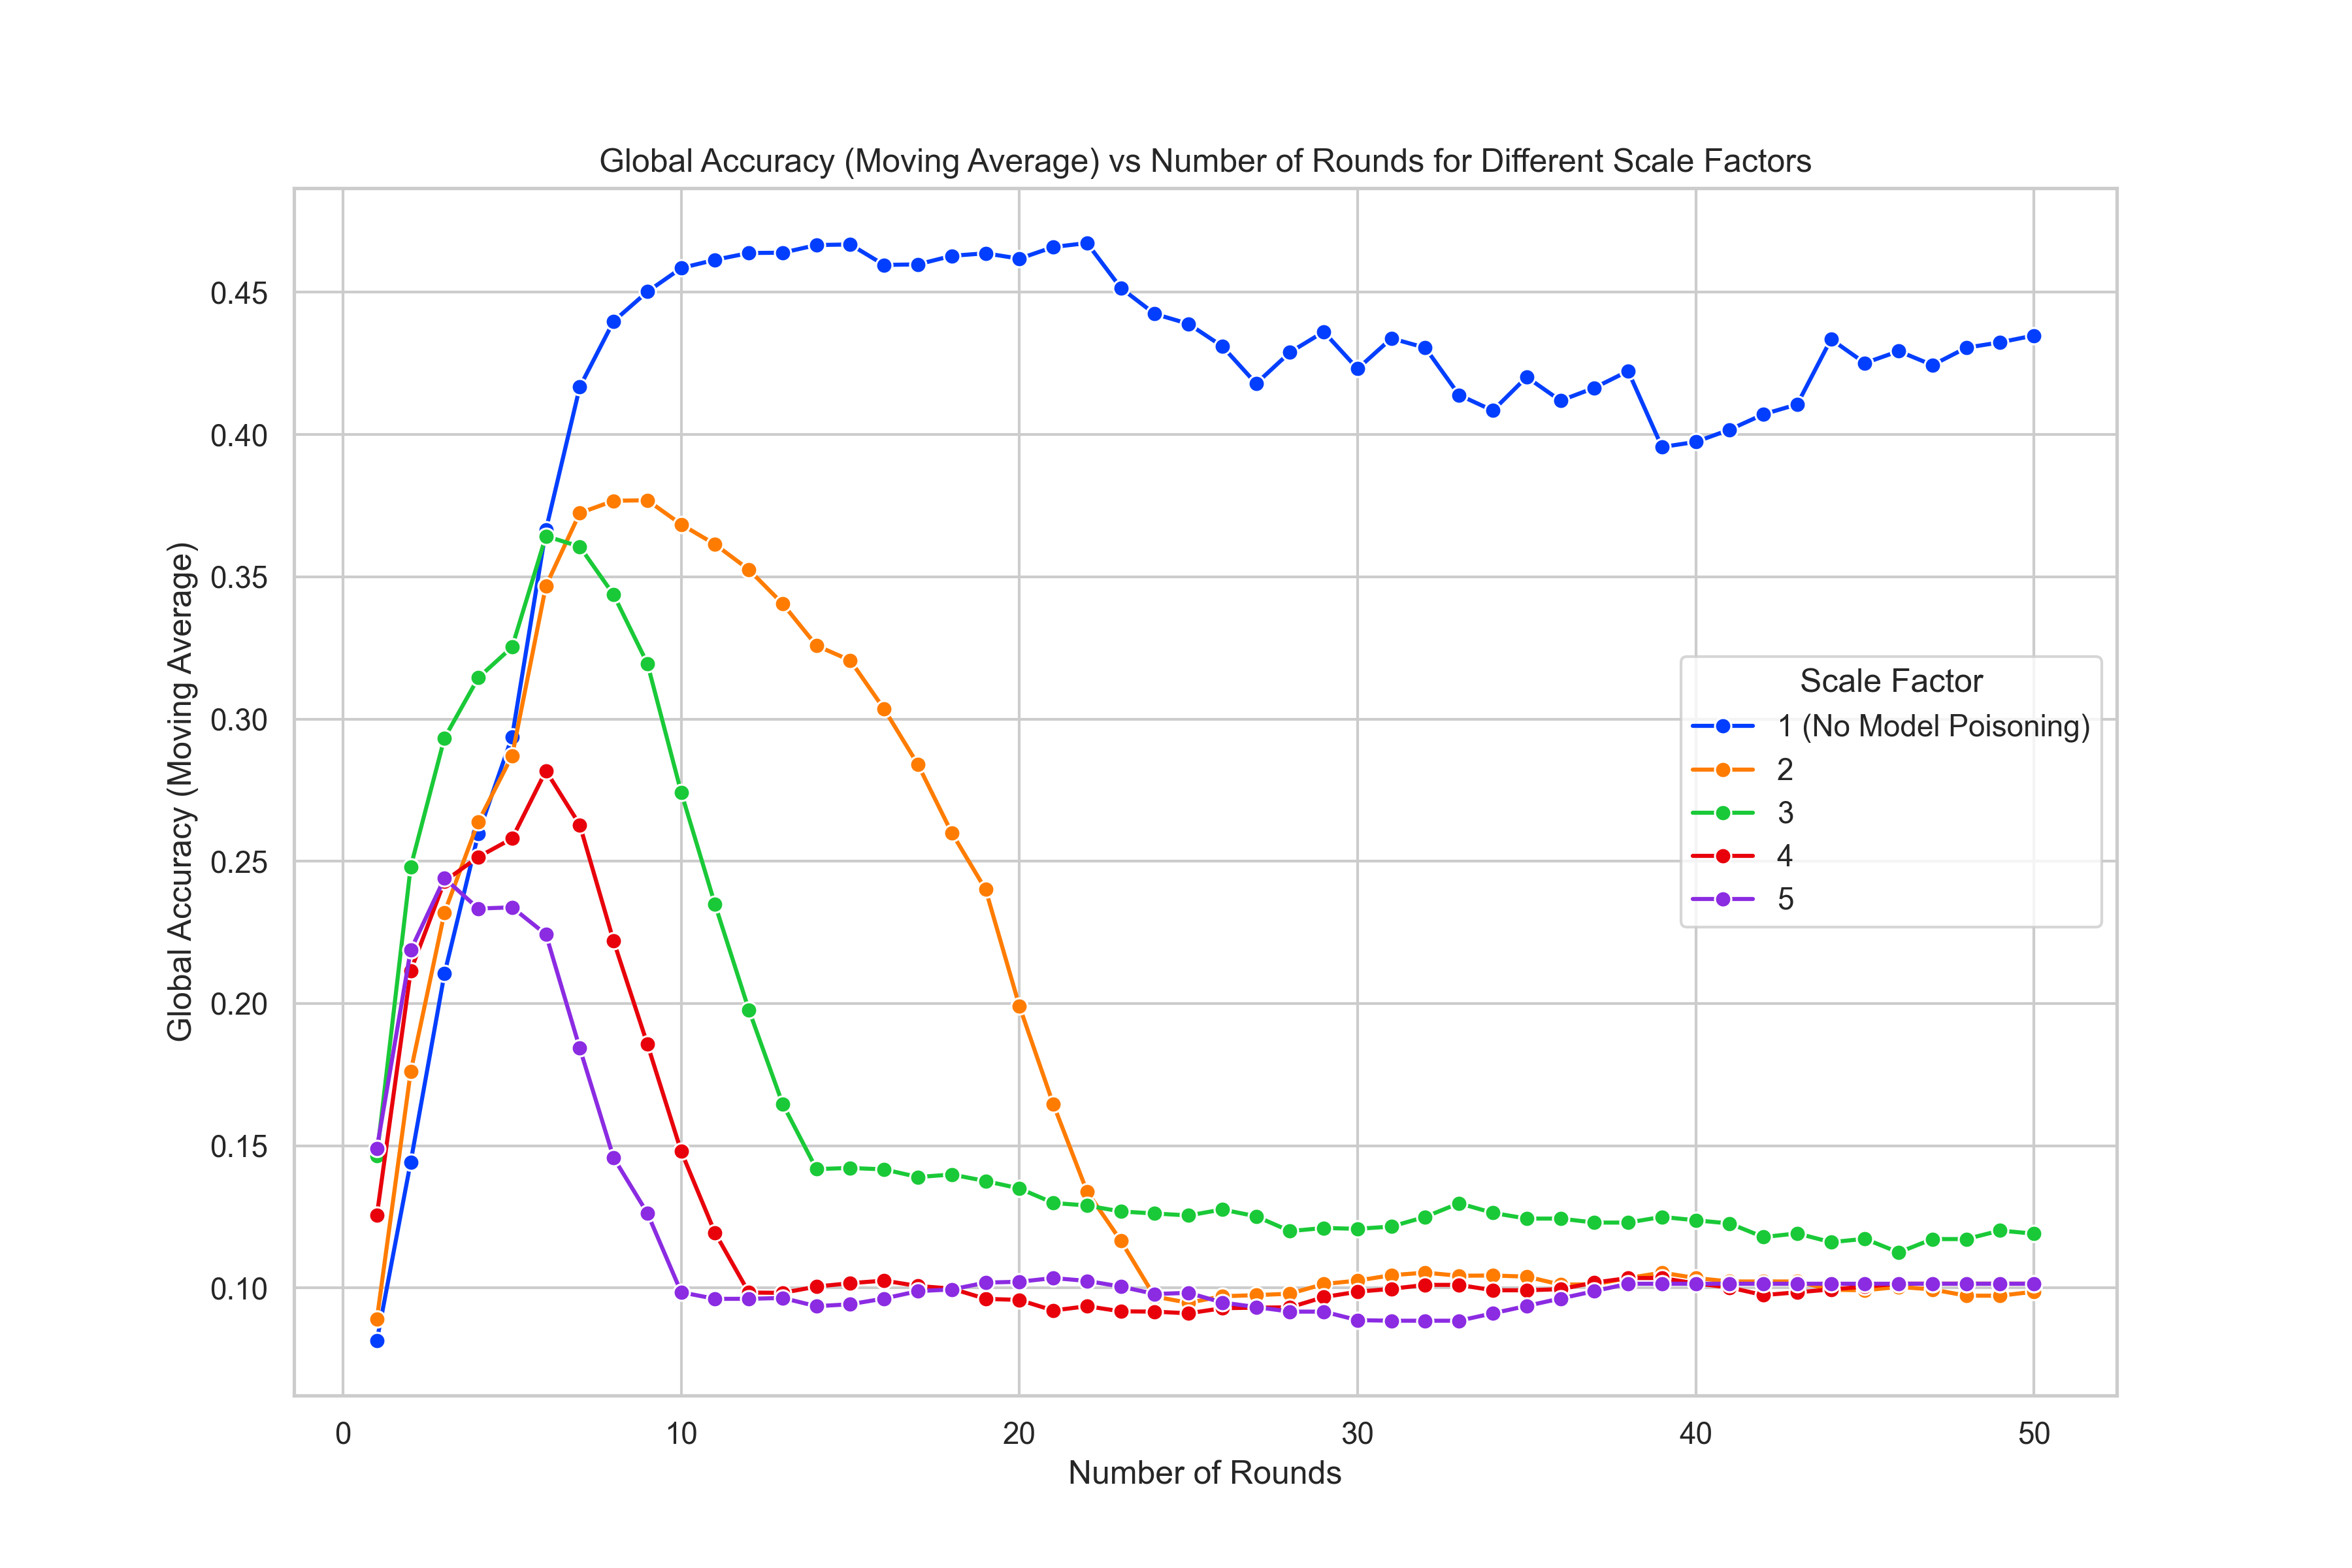 Global Accuracy (Moving Average) vs Number of Rounds for Different Scale Factors
Global Accuracy (Moving Average)
0.45
0.40
0.35
0.30
0.25
0.20
0.15
0.10
Scale Factor
1 (No Model Poisoning)
2
3
4
5
0 10 20 30 40 50
Number of Rounds